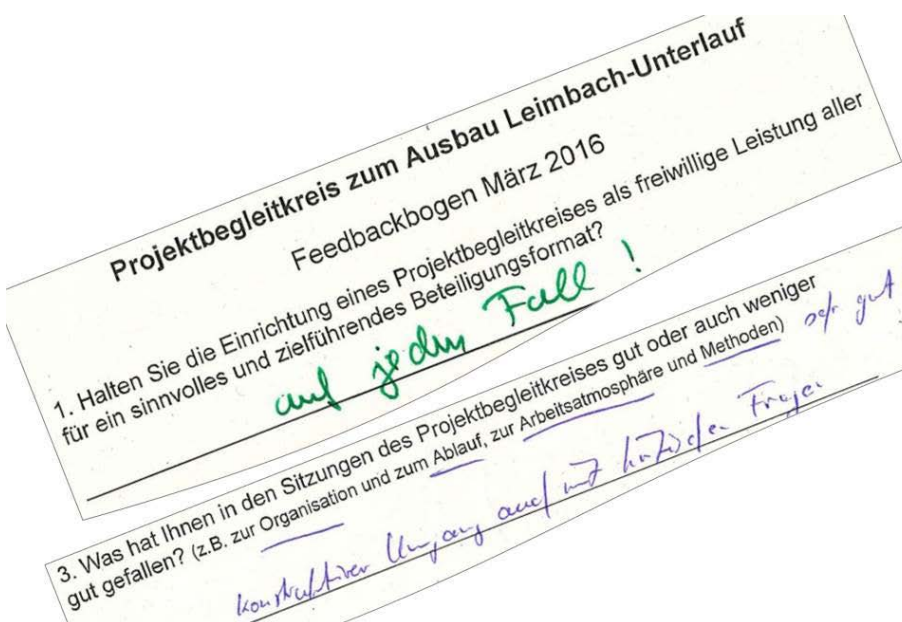 Projektbegleitkreis zum Ausbau Leimbach-Unterlauf
Feedbackbogen März 2016
1. Halten Sie die Einrichtung eines Projektbegleitkreises als freiwillige Leistung aller
für ein sinnvolles und zielführendes Beteiligungsformat?
auf jeden Fall !
3. Was hat Ihnen in den Sitzungen des Projektbegleitkreises gut oder auch weniger
gut gefallen? (z.B. zur Organisation und zum Ablauf, zur Arbeitsatmosphäre und Methoden) sehr gut
konstruktiver Umgang auch mit kritischen Fragen